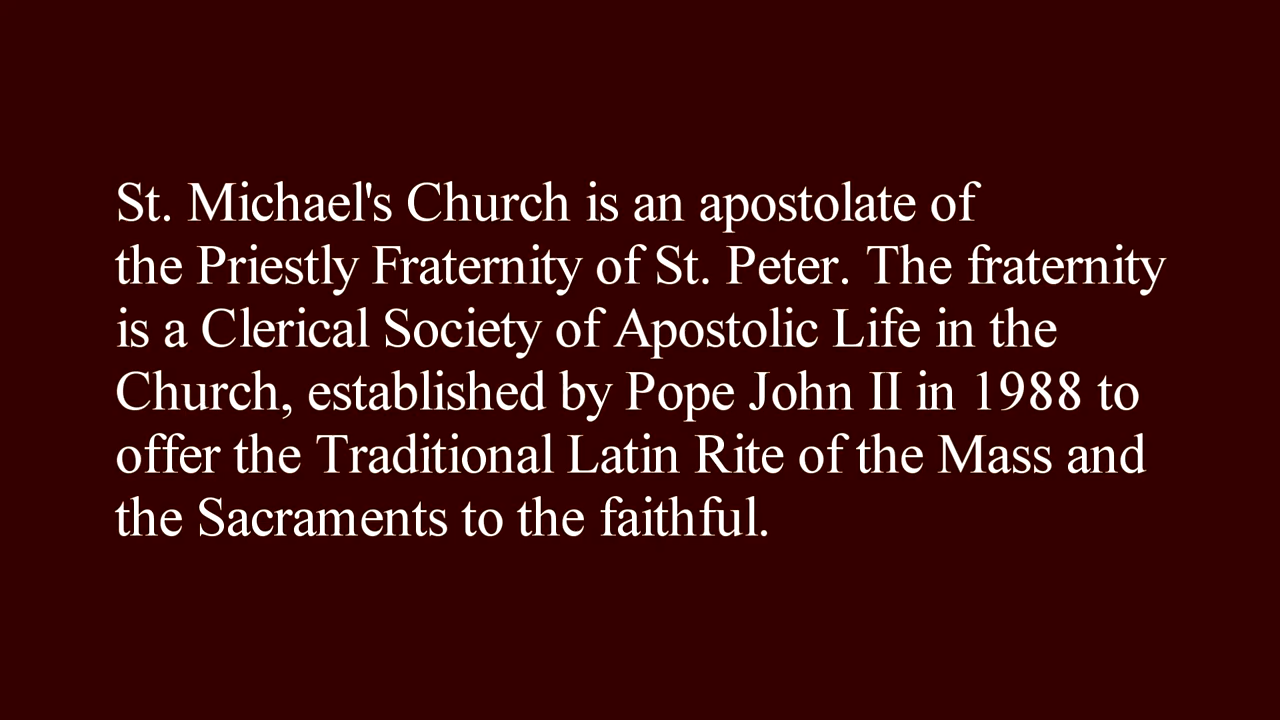 St. Michael's Church is an apostolate of
the Priestly Fraternity of St. Peter. The fraternity
is a Clerical Society of Apostolic Life in the
Church, established by Pope John II in 1988 to
offer the Traditional Latin Rite of the Mass and
the Sacraments to the faithful.